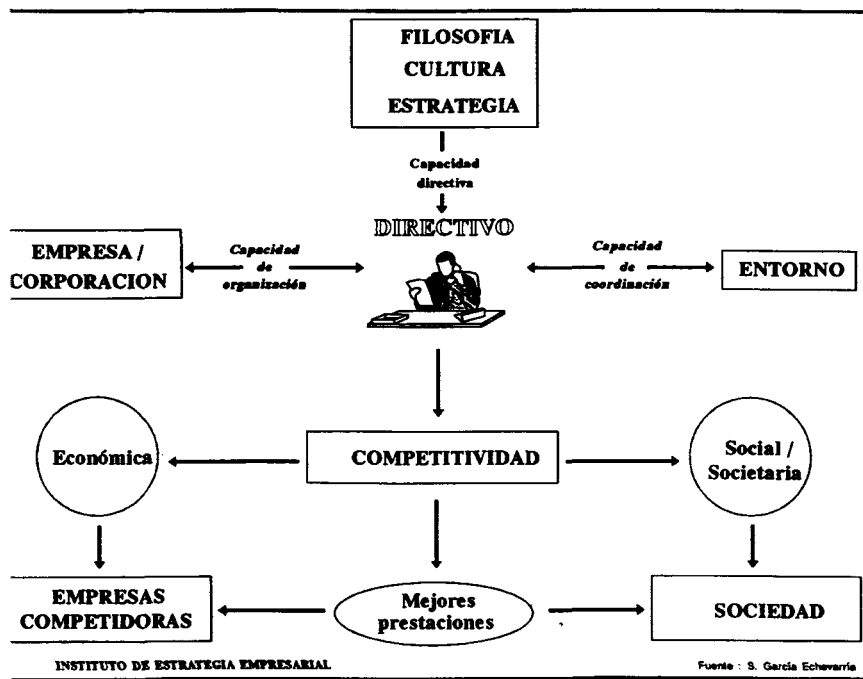 FILOSOFIA
CULTURA
ESTRATEGIA
Capacidad
directiva
DIRECTIVO
EMPRESA /
CORPORACION
Capacidad
de
organización
Capacidad
de
coordinación
ENTORNO
Económica
COMPETITIVIDAD
Social /
Societaria
EMPRESAS
COMPETIDORAS
Mejores
prestaciones
SOCIEDAD
INSTITUTO DE ESTRATEGIA EMPRESARIAL
Fuente : S. García Echevarría